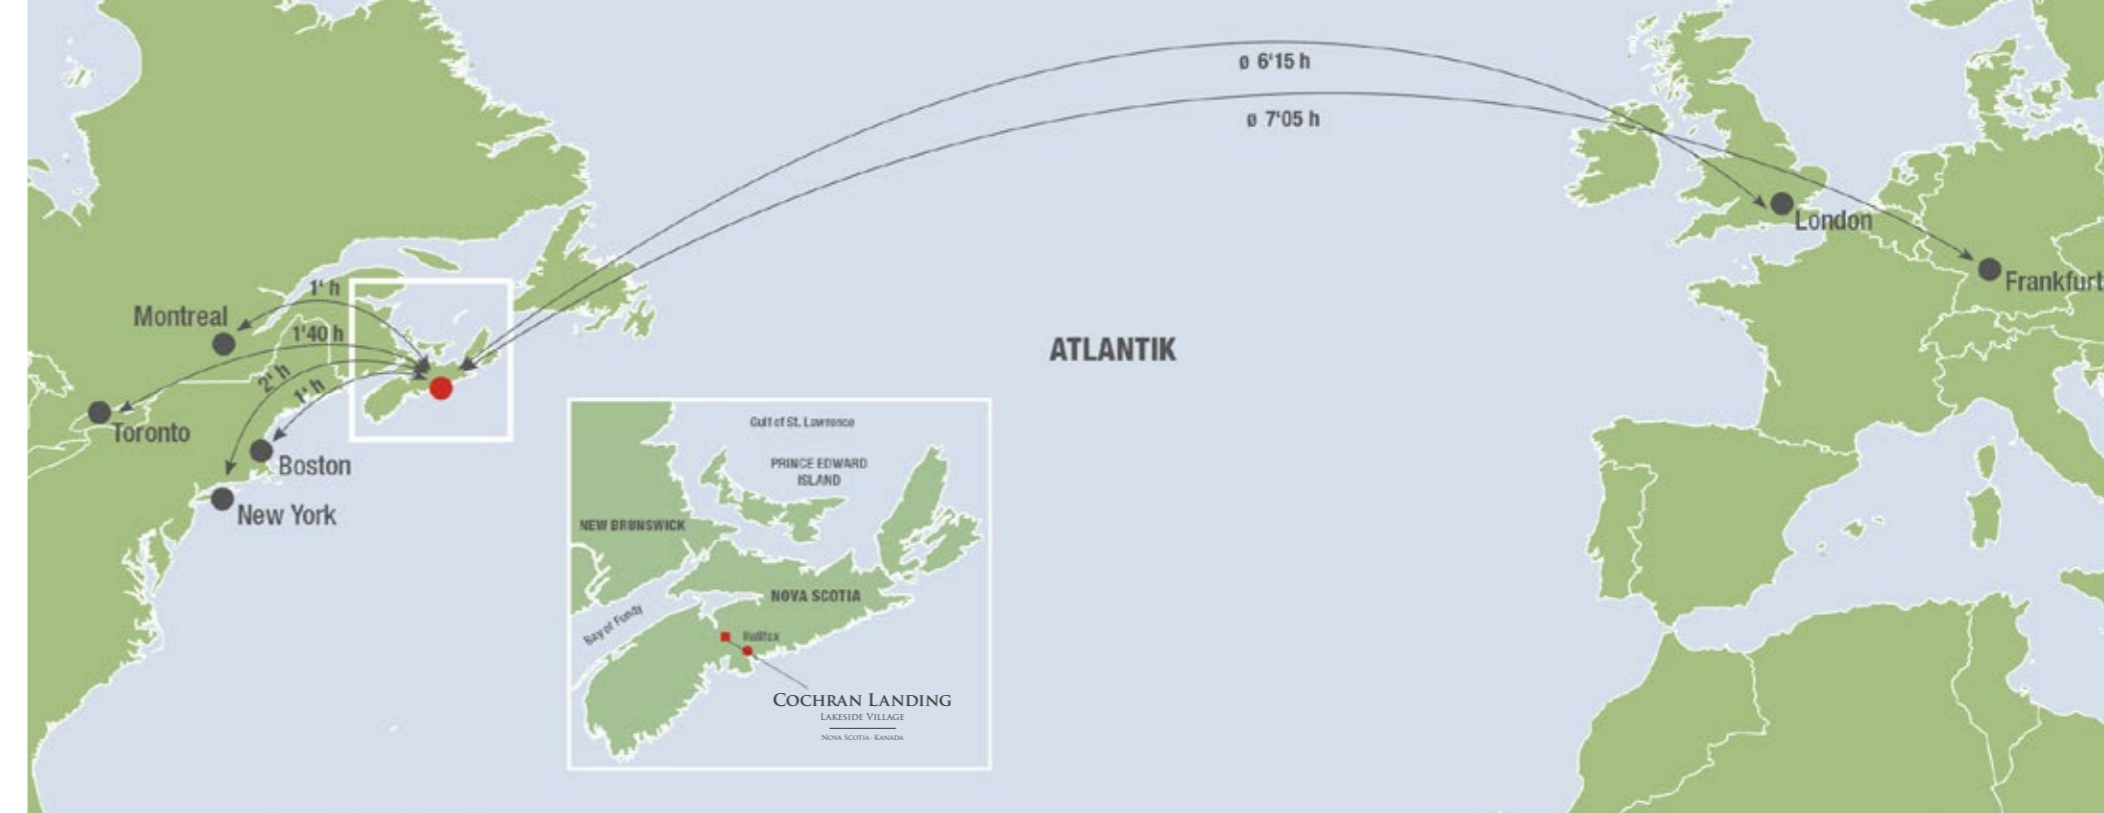 ø 6'15 h
ø 7'05 h
London
Frankfurt
1' h
Montreal
1'40 h
2' h
1' h
Toronto
Boston
New York
ATLANTIK
Gulf of St. Lawrence
PRINCE EDWARD
ISLAND
NEW BRUNSWICK
NOVA SCOTIA
Bay of Fundy
Halifax
COCHRAN LANDING
LAKESIDE VILLAGE
NOVA SCOTIA · KANADA